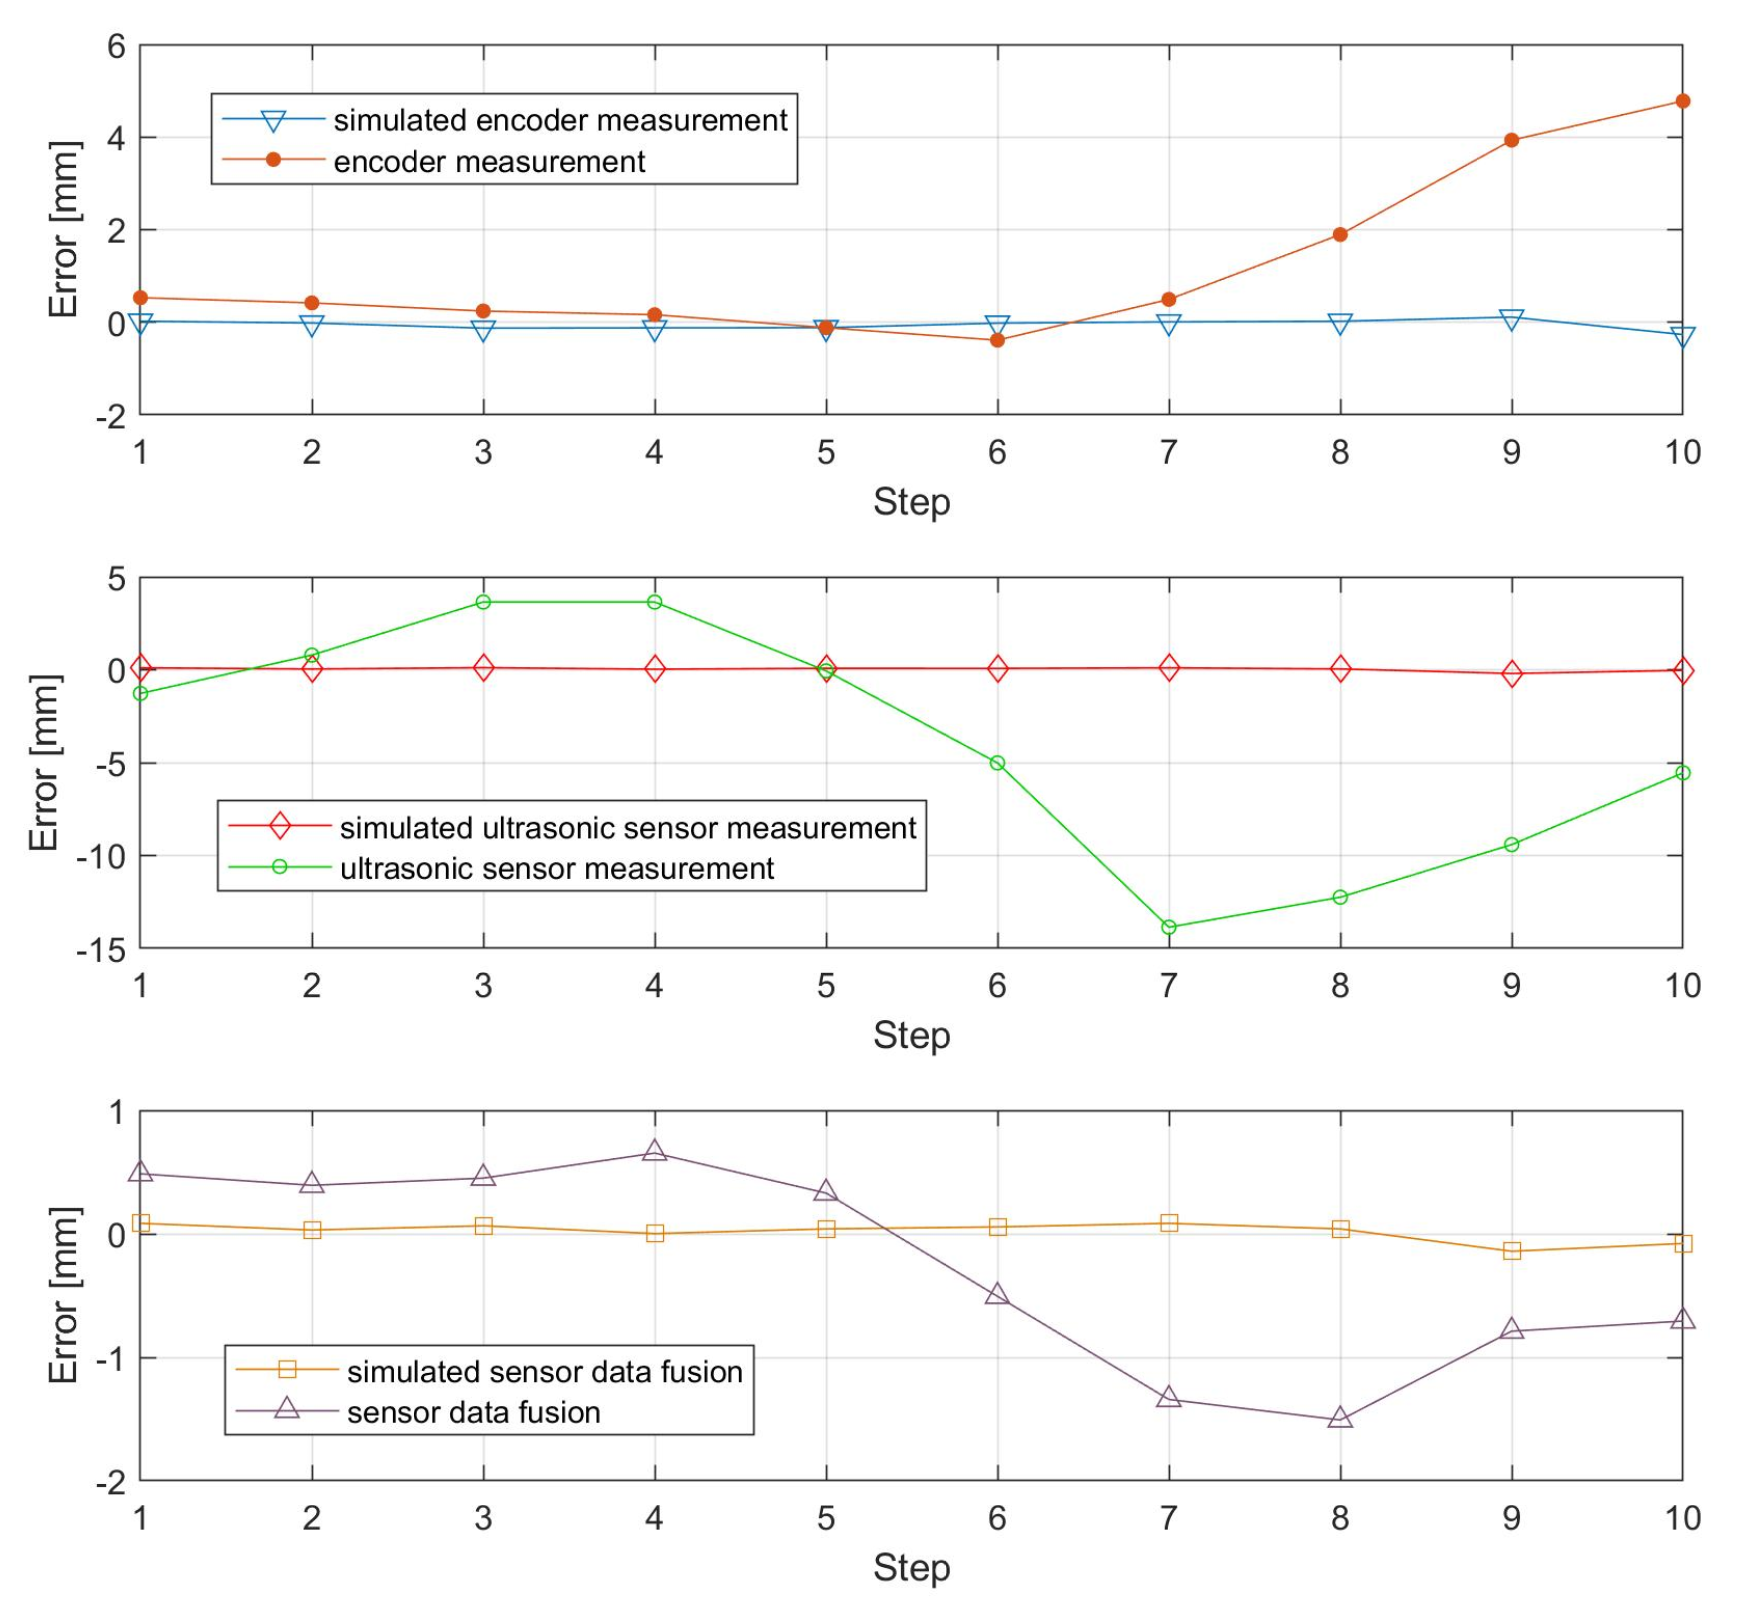 6
4
2
0
-2
Error [mm]
simulated encoder measurement
encoder measurement
1 2 3 4 5 6 7 8 9 10
Step
5
0
-5
-10
-15
Error [mm]
simulated ultrasonic sensor measurement
ultrasonic sensor measurement
1 2 3 4 5 6 7 8 9 10
Step
1
0
-1
-2
Error [mm]
simulated sensor data fusion
sensor data fusion
1 2 3 4 5 6 7 8 9 10
Step